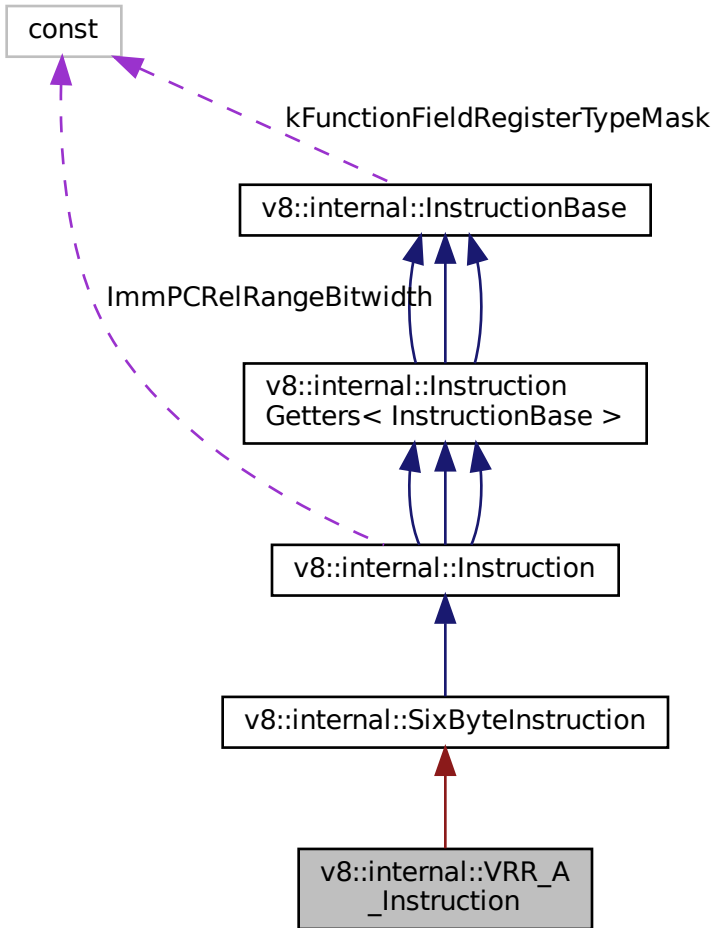 const
kFunctionFieldRegisterTypeMask
v8::internal::InstructionBase
ImmPCRelRangeBitwidth
v8::internal::Instruction
Getters< InstructionBase >
v8::internal::Instruction
v8::internal::SixByteInstruction
v8::internal::VRR_A
_Instruction